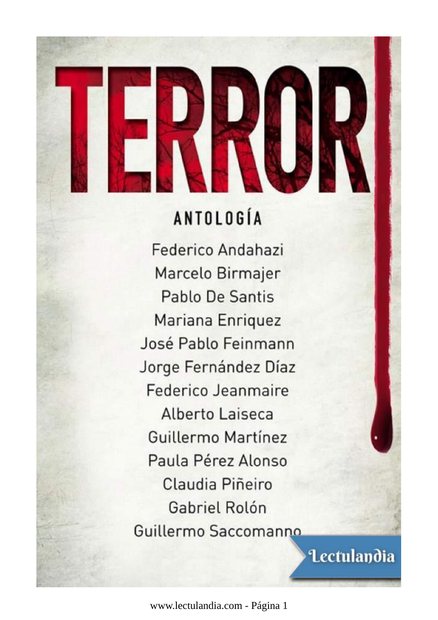 TERROR
ANTOLOGÍA
Federico Andahazi
Marcelo Birmajer
Pablo De Santis
Mariana Enriquez
José Pablo Feinmann
Jorge Fernández Díaz
Federico Jeanmaire
Alberto Laiseca
Guillermo Martínez
Paula Pérez Alonso
Claudia Piñeiro
Gabriel Rolón
Guillermo Saccomanno
Lectulandia
www.lectulandia.com - Página 1